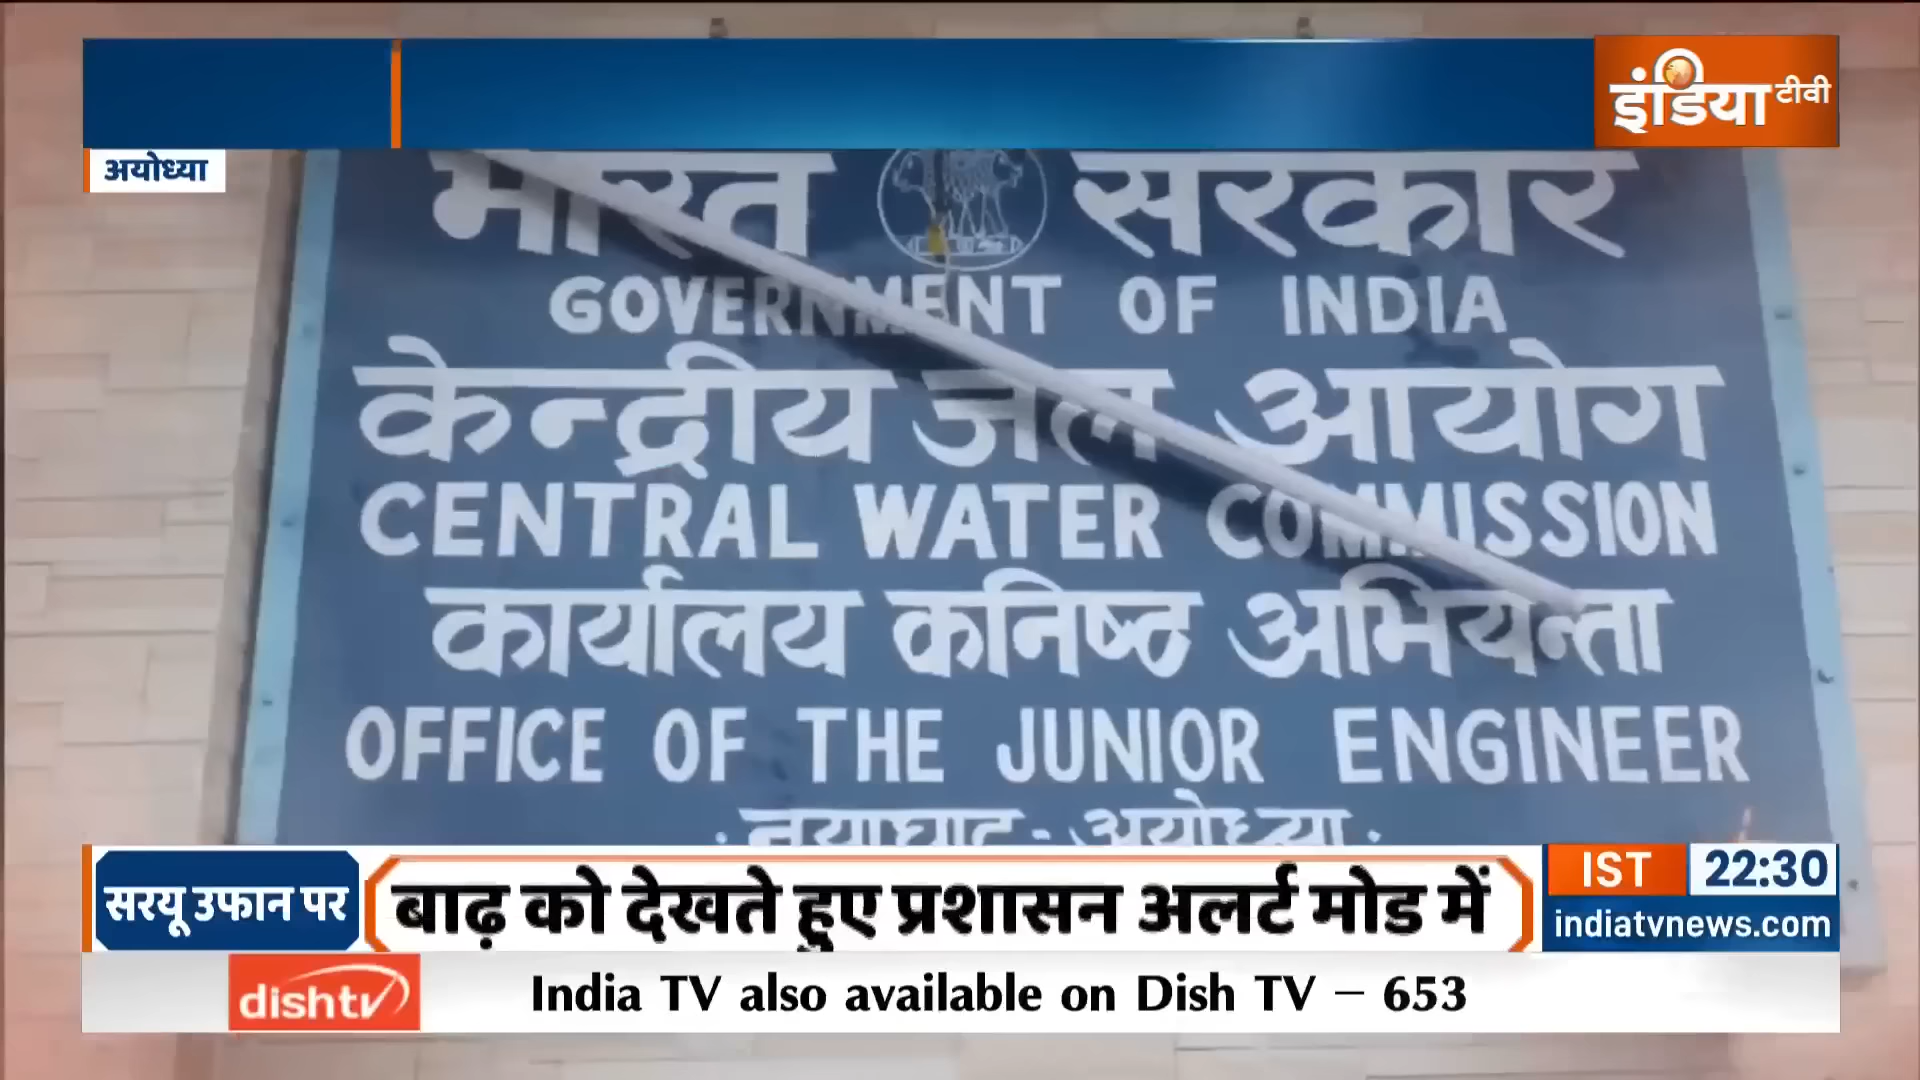 इंडिया टीवी
अयोध्या
भारत सरकार
GOVERNMENT OF INDIA
केन्द्रीय जल आयोग
CENTRAL WATER COMMISSION
कार्यालय कनिष्ठ अभियन्ता
OFFICE OF THE JUNIOR ENGINEER
नयाघाट - अयोध्या
सरयू उफान पर
बाढ़ को देखते हुए प्रशासन अलर्ट मोड में
IST 22:30
indiatvnews.com
dishtv
India TV also available on Dish TV – 653